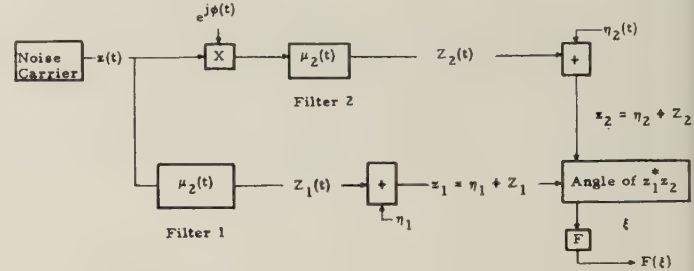 e^{jφ(t)}
Noise Carrier
z(t)
X
μ₂(t)
Filter 2
Z₂(t)
η₂(t)
+
z₂ = η₂ + Z₂
μ₂(t)
Filter 1
Z₁(t)
+
η₁
z₁ = η₁ + Z₁
Angle of z₁*z₂
ξ
F
F(ξ)